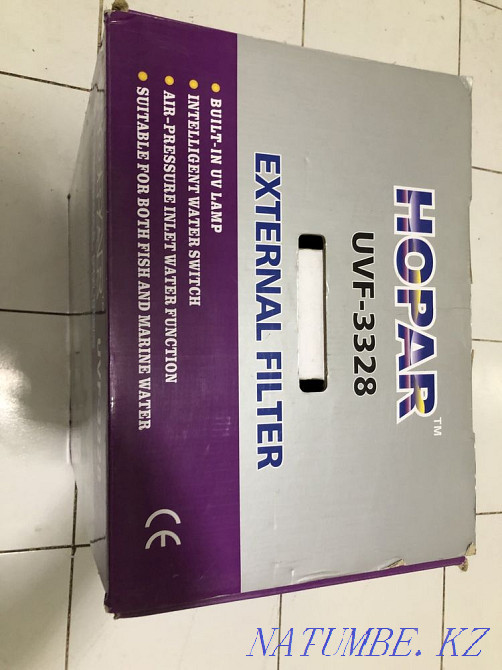 HOPAR™
UVF-3328
EXTERNAL FILTER
BUILT-IN UV LAMP
INTELLIGENT WATER SWITCH
AIR-PRESSURE INLET WATER FUNCTION
SUITABLE FOR BOTH FISH AND MARINE WATER
CE
NATUMBE. KZ